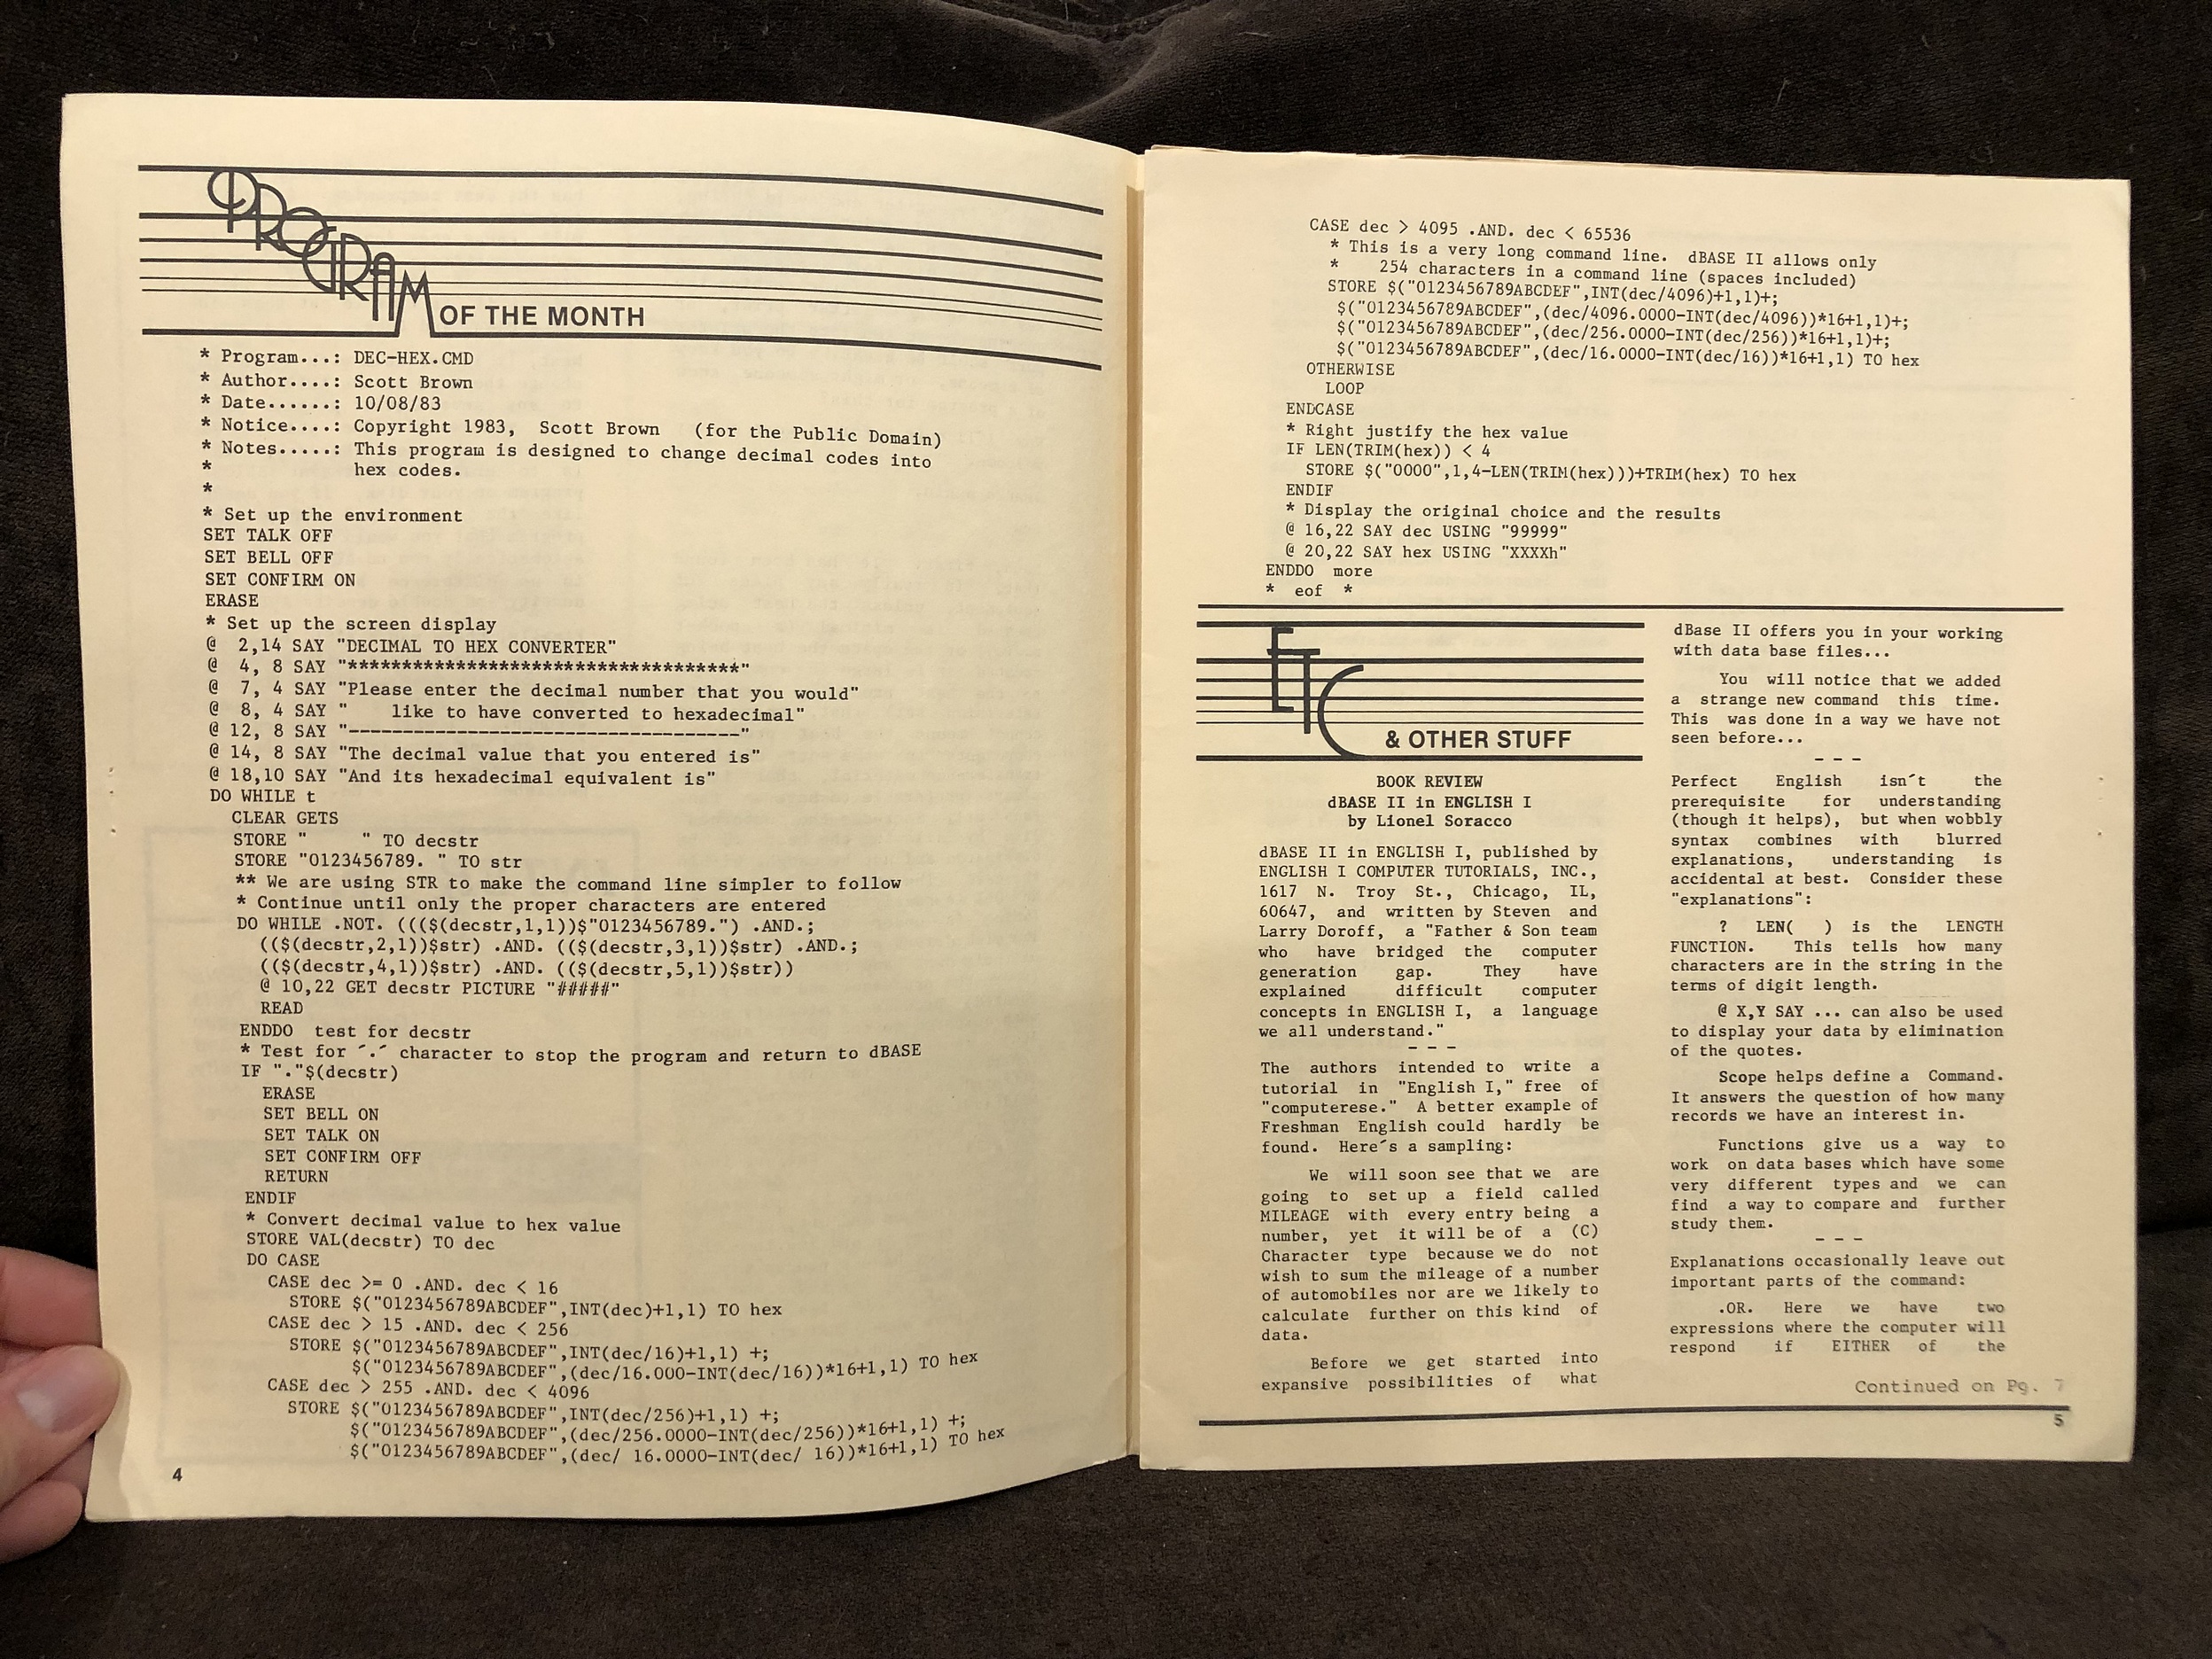 PROGRAM
OF THE MONTH
* Program...: DEC-HEX.CMD
* Author....: Scott Brown
* Date......: 10/08/83
* Notice....: Copyright 1983,  Scott Brown   (for the Public Domain)
* Notes.....: This program is designed to change decimal codes into
*             hex codes.
*
* Set up the environment
SET TALK OFF
SET BELL OFF
SET CONFIRM ON
ERASE
* Set up the screen display
@  2,14 SAY "DECIMAL TO HEX CONVERTER"
@  4, 8 SAY "*************************************"
@  7, 4 SAY "Please enter the decimal number that you would"
@  8, 4 SAY "    like to have converted to hexadecimal"
@ 12, 8 SAY "-------------------------------------"
@ 14, 8 SAY "The decimal value that you entered is"
@ 18,10 SAY "And its hexadecimal equivalent is"
DO WHILE t
  CLEAR GETS
  STORE "     " TO decstr
  STORE "0123456789. " TO str
  ** We are using STR to make the command line simpler to follow
  * Continue until only the proper characters are entered
  DO WHILE .NOT. ((($(decstr,1,1))$"0123456789.") .AND.;
    (($(decstr,2,1))$str) .AND. (($(decstr,3,1))$str) .AND.;
    (($(decstr,4,1))$str) .AND. (($(decstr,5,1))$str))
    @ 10,22 GET decstr PICTURE "#####"
    READ
  ENDDO  test for decstr
  * Test for ´.´ character to stop the program and return to dBASE
  IF "."$(decstr)
    ERASE
    SET BELL ON
    SET TALK ON
    SET CONFIRM OFF
    RETURN
  ENDIF
  * Convert decimal value to hex value
  STORE VAL(decstr) TO dec
  DO CASE
    CASE dec >= 0 .AND. dec < 16
      STORE $("0123456789ABCDEF",INT(dec)+1,1) TO hex
    CASE dec > 15 .AND. dec < 256
      STORE $("0123456789ABCDEF",INT(dec/16)+1,1) +;
            $("0123456789ABCDEF",(dec/16.000-INT(dec/16))*16+1,1) TO hex
    CASE dec > 255 .AND. dec < 4096
      STORE $("0123456789ABCDEF",INT(dec/256)+1,1) +;
            $("0123456789ABCDEF",(dec/256.0000-INT(dec/256))*16+1,1) +;
            $("0123456789ABCDEF",(dec/ 16.0000-INT(dec/ 16))*16+1,1) TO hex
4
    CASE dec > 4095 .AND. dec < 65536
      * This is a very long command line.  dBASE II allows only
      *    254 characters in a command line (spaces included)
      STORE $("0123456789ABCDEF",INT(dec/4096)+1,1)+;
       $("0123456789ABCDEF",(dec/4096.0000-INT(dec/4096))*16+1,1)+;
       $("0123456789ABCDEF",(dec/256.0000-INT(dec/256))*16+1,1)+;
       $("0123456789ABCDEF",(dec/16.0000-INT(dec/16))*16+1,1) TO hex
    OTHERWISE
      LOOP
  ENDCASE
  * Right justify the hex value
  IF LEN(TRIM(hex)) < 4
    STORE $("0000",1,4-LEN(TRIM(hex)))+TRIM(hex) TO hex
  ENDIF
  * Display the original choice and the results
  @ 16,22 SAY dec USING "99999"
  @ 20,22 SAY hex USING "XXXXh"
ENDDO  more
*  eof  *
ETC
& OTHER STUFF
BOOK REVIEW
dBASE II in ENGLISH I
by Lionel Soracco
dBASE II in ENGLISH I, published by
ENGLISH I COMPUTER TUTORIALS, INC.,
1617 N. Troy St., Chicago, IL,
60647, and written by Steven and
Larry Doroff, a "Father & Son team
who have bridged the computer
generation gap. They have
explained difficult computer
concepts in ENGLISH I, a language
we all understand."
- - -
The authors intended to write a
tutorial in "English I," free of
"computerese." A better example of
Freshman English could hardly be
found. Here´s a sampling:
We will soon see that we are
going to set up a field called
MILEAGE with every entry being a
number, yet it will be of a (C)
Character type because we do not
wish to sum the mileage of a number
of automobiles nor are we likely to
calculate further on this kind of
data.
Before we get started into
expansive possibilities of what
dBase II offers you in your working
with data base files...
You will notice that we added
a strange new command this time.
This was done in a way we have not
seen before...
- - -
Perfect English isn´t the
prerequisite for understanding
(though it helps), but when wobbly
syntax combines with blurred
explanations, understanding is
accidental at best. Consider these
"explanations":
? LEN(   ) is the LENGTH
FUNCTION. This tells how many
characters are in the string in the
terms of digit length.
@ X,Y SAY ... can also be used
to display your data by elimination
of the quotes.
Scope helps define a Command.
It answers the question of how many
records we have an interest in.
Functions give us a way to
work on data bases which have some
very different types and we can
find a way to compare and further
study them.
- - -
Explanations occasionally leave out
important parts of the command:
.OR. Here we have two
expressions where the computer will
respond if EITHER of the
Continued on Pg. 7
5